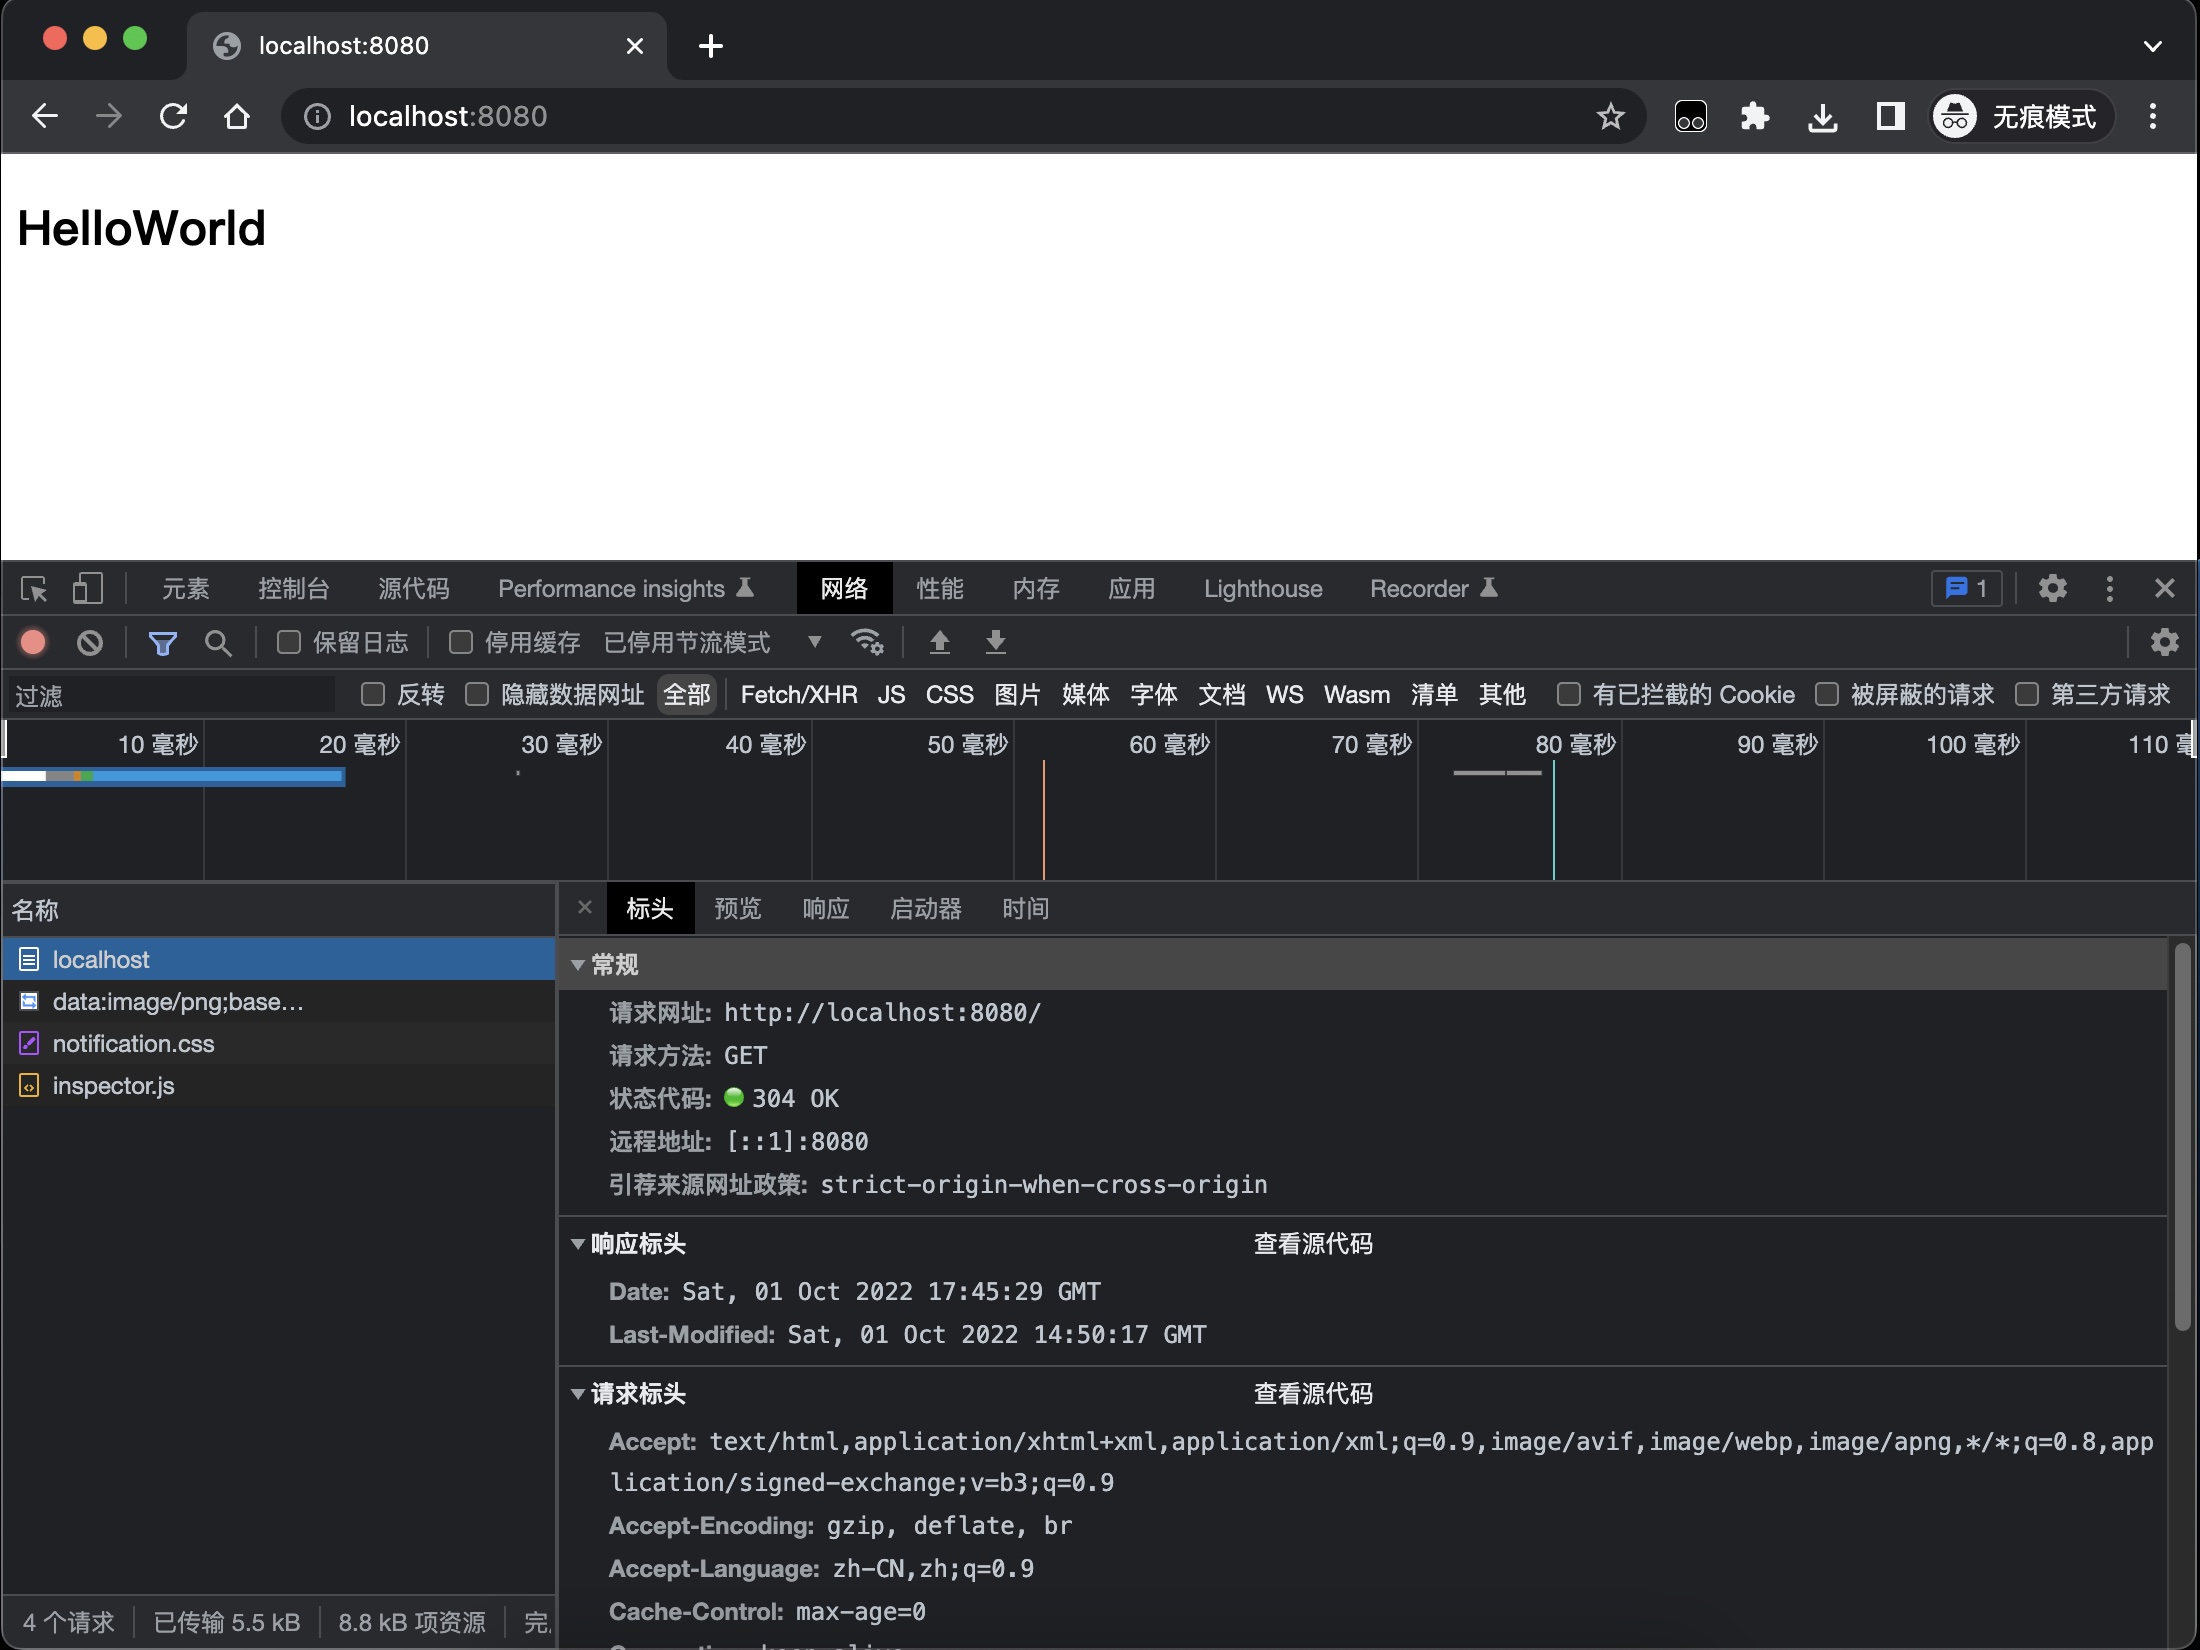 localhost:8080
localhost:8080
无痕模式
HelloWorld
元素 控制台 源代码 Performance insights 网络 性能 内存 应用 Lighthouse Recorder 1
保留日志 停用缓存 已停用节流模式
过滤 反转 隐藏数据网址 全部 Fetch/XHR JS CSS 图片 媒体 字体 文档 WS Wasm 清单 其他 有已拦截的 Cookie 被屏蔽的请求 第三方请求
10 毫秒 20 毫秒 30 毫秒 40 毫秒 50 毫秒 60 毫秒 70 毫秒 80 毫秒 90 毫秒 100 毫秒 110 毫
名称
localhost
data:image/png;base…
notification.css
inspector.js
4 个请求 已传输 5.5 kB 8.8 kB 项资源 完
标头 预览 响应 启动器 时间
常规
请求网址: http://localhost:8080/
请求方法: GET
状态代码: 304 OK
远程地址: [::1]:8080
引荐来源网址政策: strict-origin-when-cross-origin
响应标头 查看源代码
Date: Sat, 01 Oct 2022 17:45:29 GMT
Last-Modified: Sat, 01 Oct 2022 14:50:17 GMT
请求标头 查看源代码
Accept: text/html,application/xhtml+xml,application/xml;q=0.9,image/avif,image/webp,image/apng,*/*;q=0.8,app
lication/signed-exchange;v=b3;q=0.9
Accept-Encoding: gzip, deflate, br
Accept-Language: zh-CN,zh;q=0.9
Cache-Control: max-age=0